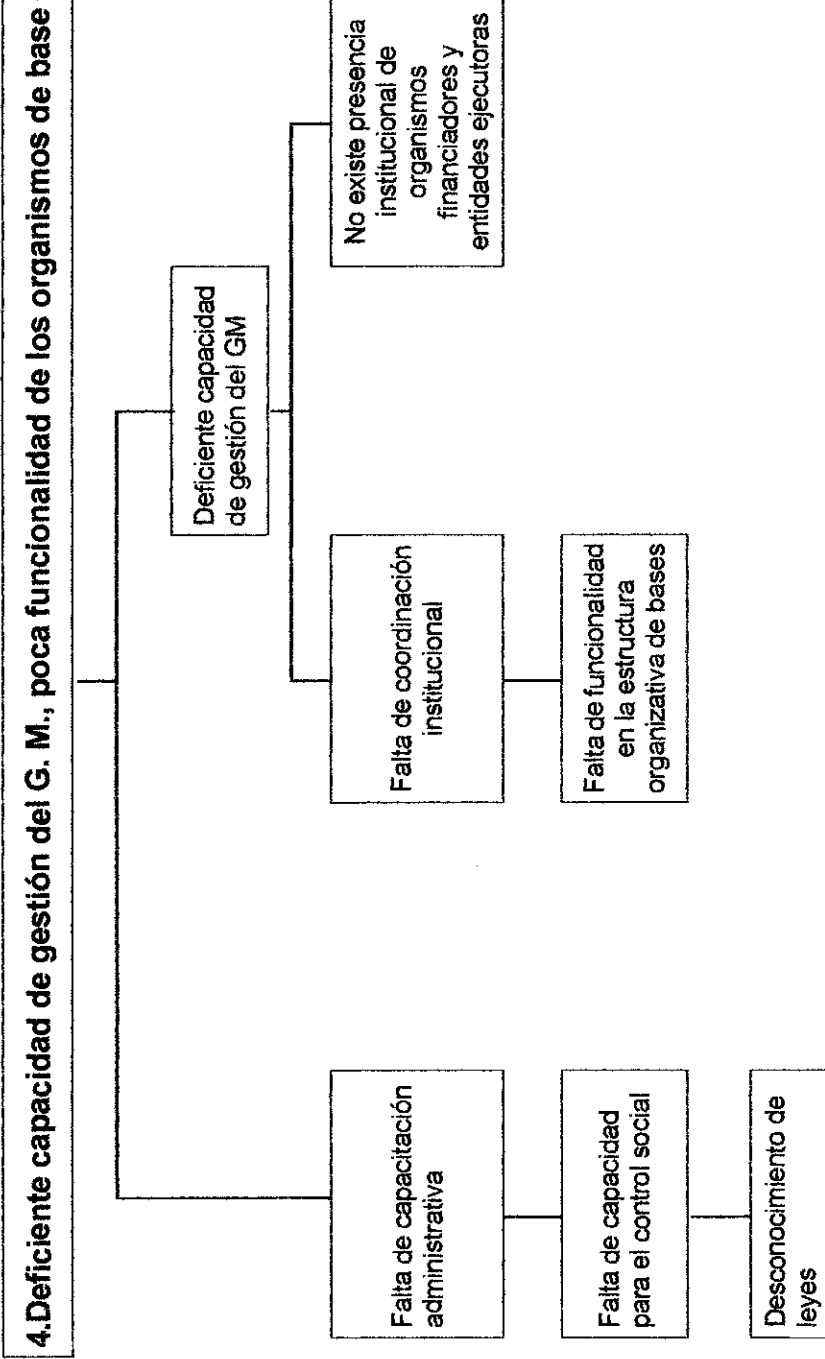 4.Deficiente capacidad de gestión del G. M., poca funcionalidad de los organismos de base
Deficiente capacidad
de gestión del GM
Falta de capacitación
administrativa
Falta de coordinación
institucional
No existe presencia
institucional de
organismos
financiadores y
entidades ejecutoras
Falta de capacidad
para el control social
Falta de funcionalidad
en la estructura
organizativa de bases
Desconocimiento de
leyes